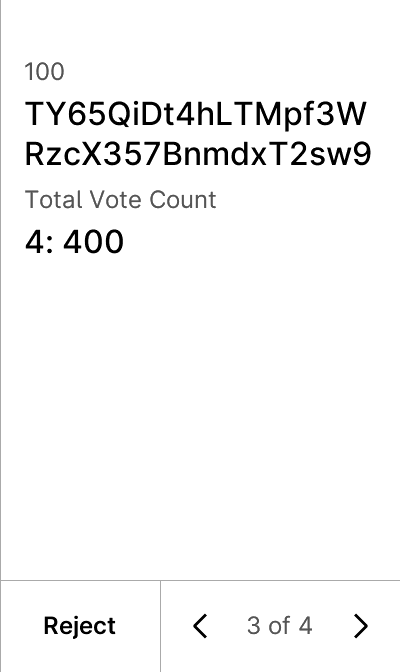 100
TY65QiDt4hLTMpf3W
RzcX357BnmdxT2sw9
Total Vote Count
4: 400
Reject
3 of 4